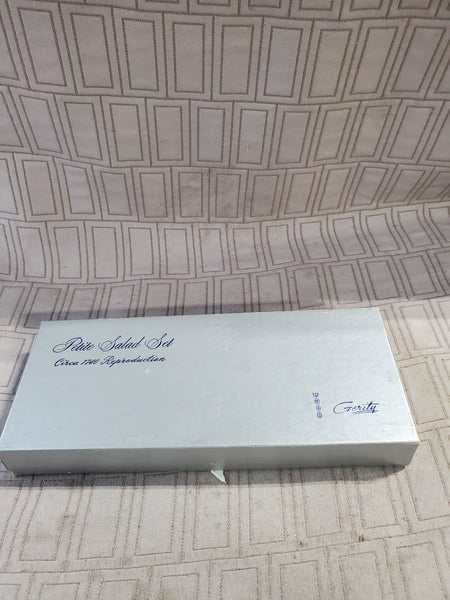 Petite Salad Set
Circa 1740 Reproduction
Gerity